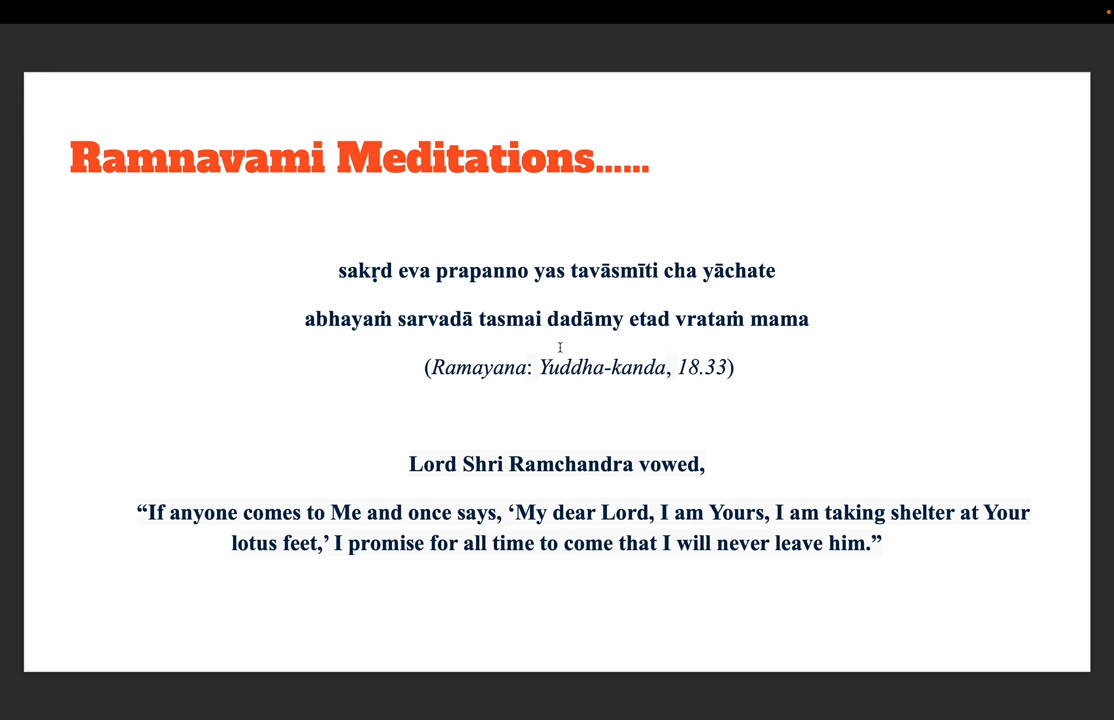 Ramnavami Meditations......
sakṛd eva prapanno yas tavāsmīti cha yāchate
abhayaṁ sarvadā tasmai dadāmy etad vrataṁ mama
(Ramayana: Yuddha-kanda, 18.33)
Lord Shri Ramchandra vowed,
“If anyone comes to Me and once says, ‘My dear Lord, I am Yours, I am taking shelter at Your
lotus feet,’ I promise for all time to come that I will never leave him.”